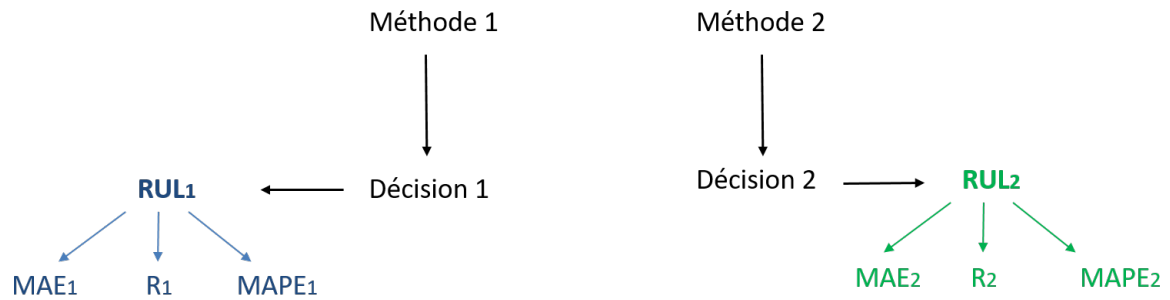 Méthode 1
Méthode 2
RUL1
Décision 1
Décision 2
RUL2
MAE1
R1
MAPE1
MAE2
R2
MAPE2